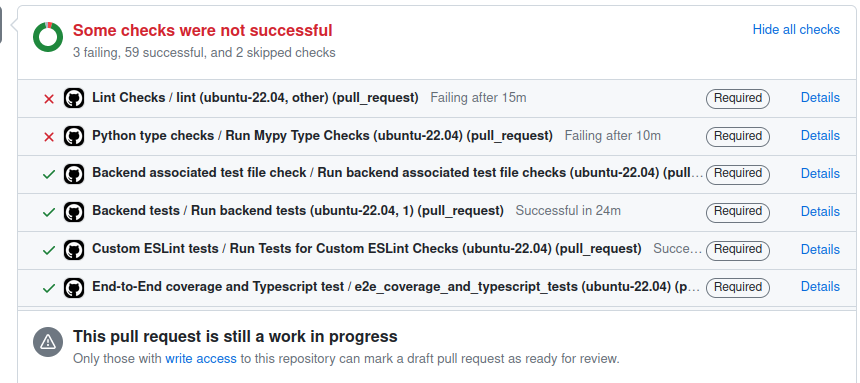 Some checks were not successful
Hide all checks
3 failing, 59 successful, and 2 skipped checks
Lint Checks / lint (ubuntu-22.04, other) (pull_request) Failing after 15m Required Details
Python type checks / Run Mypy Type Checks (ubuntu-22.04) (pull_request) Failing after 10m Required Details
Backend associated test file check / Run backend associated test file checks (ubuntu-22.04) (pull... Required Details
Backend tests / Run backend tests (ubuntu-22.04, 1) (pull_request) Successful in 24m Required Details
Custom ESLint tests / Run Tests for Custom ESLint Checks (ubuntu-22.04) (pull_request) Succe... Required Details
End-to-End coverage and Typescript test / e2e_coverage_and_typescript_tests (ubuntu-22.04) (p... Required Details
This pull request is still a work in progress
Only those with write access to this repository can mark a draft pull request as ready for review.